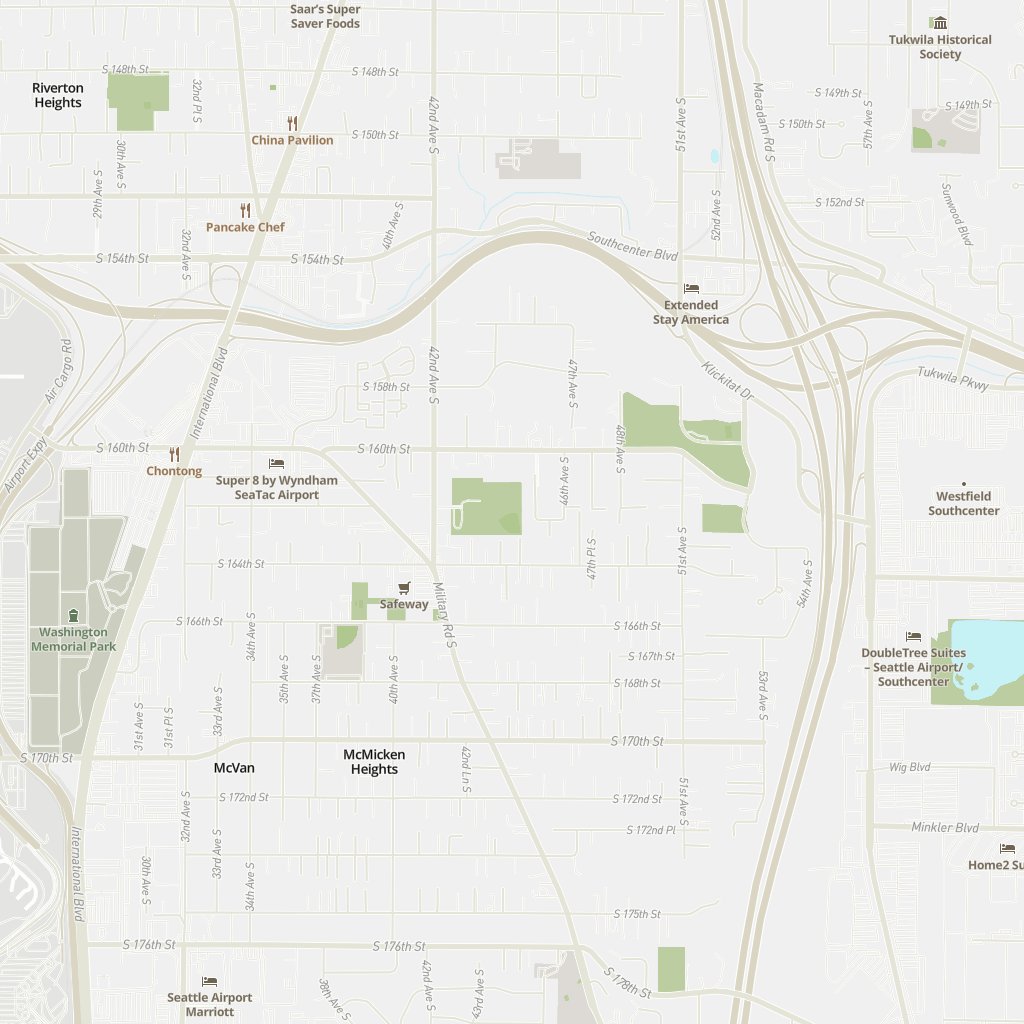 Saar's Super
Saver Foods
Tukwila Historical
Society
S 148th St
S 148th St
Riverton
Heights
32nd Pl S
42nd Ave S
51st Ave S
Macadam Rd S
S 149th St
S 149th St
57th Ave S
S 150th St
China Pavilion
S 150th St
30th Ave S
29th Ave S
Pancake Chef
40th Ave S
S 152nd St
52nd Ave S
Sunwood Blvd
32nd Ave S
S 154th St
S 154th St
Southcenter Blvd
Extended
Stay America
Air Cargo Rd
International Blvd
42nd Ave S
47th Ave S
Klickitat Dr
Tukwila Pkwy
S 158th St
S 160th St
S 160th St
48th Ave S
Airport Expy
Chontong
Super 8 by Wyndham
SeaTac Airport
46th Ave S
Westfield
Southcenter
S 164th St
47th Pl S
51st Ave S
54th Ave S
Safeway
Military Rd S
Washington
Memorial Park
S 166th St
S 166th St
34th Ave S
DoubleTree Suites
– Seattle Airport/
Southcenter
S 167th St
35th Ave S
37th Ave S
40th Ave S
S 168th St
53rd Ave S
31st Ave S
31st Pl S
33rd Ave S
S 170th St
S 170th St
McVan
McMicken
Heights
42nd Ln S
Wig Blvd
51st Ave S
S 172nd St
S 172nd St
32nd Ave S
S 172nd Pl
Minkler Blvd
International Blvd
33rd Ave S
Home2 Su
30th Ave S
34th Ave S
S 175th St
S 176th St
S 176th St
42nd Ave S
43rd Ave S
38th Ave S
S 178th St
Seattle Airport
Marriott